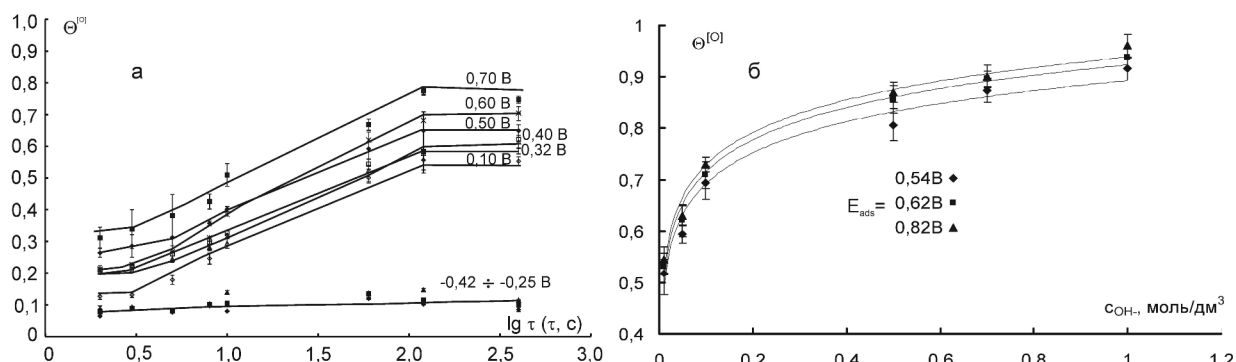 1,0
Θ[O]
0,9
а
0,8
0,70 В
0,7
0,60 В
0,6
0,50 В
0,40 В
0,5
0,32 В
0,10 В
0,4
0,3
0,2
-0,42 ÷ -0,25 В
0,1
lg τ (τ, с)
0
0 0,5 1,0 1,5 2,0 2,5 3,0
1
Θ[O]
б
0,9
0,8
0,7
0,54В
Eads= 0,62В
0,6
0,82В
0,5
cOH-, моль/дм3
0,4
0 0,2 0,4 0,6 0,8 1 1,2